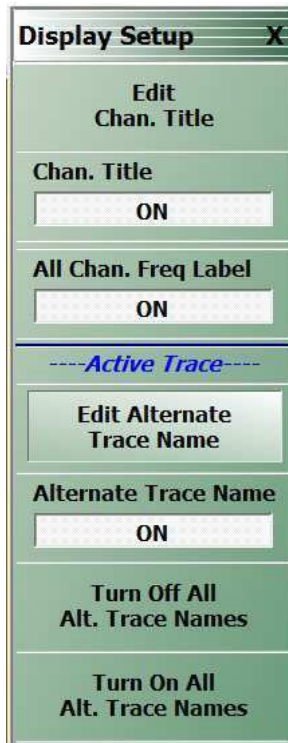 Display Setup X
Edit
Chan. Title
Chan. Title
ON
All Chan. Freq Label
ON
----Active Trace----
Edit Alternate
Trace Name
Alternate Trace Name
ON
Turn Off All
Alt. Trace Names
Turn On All
Alt. Trace Names